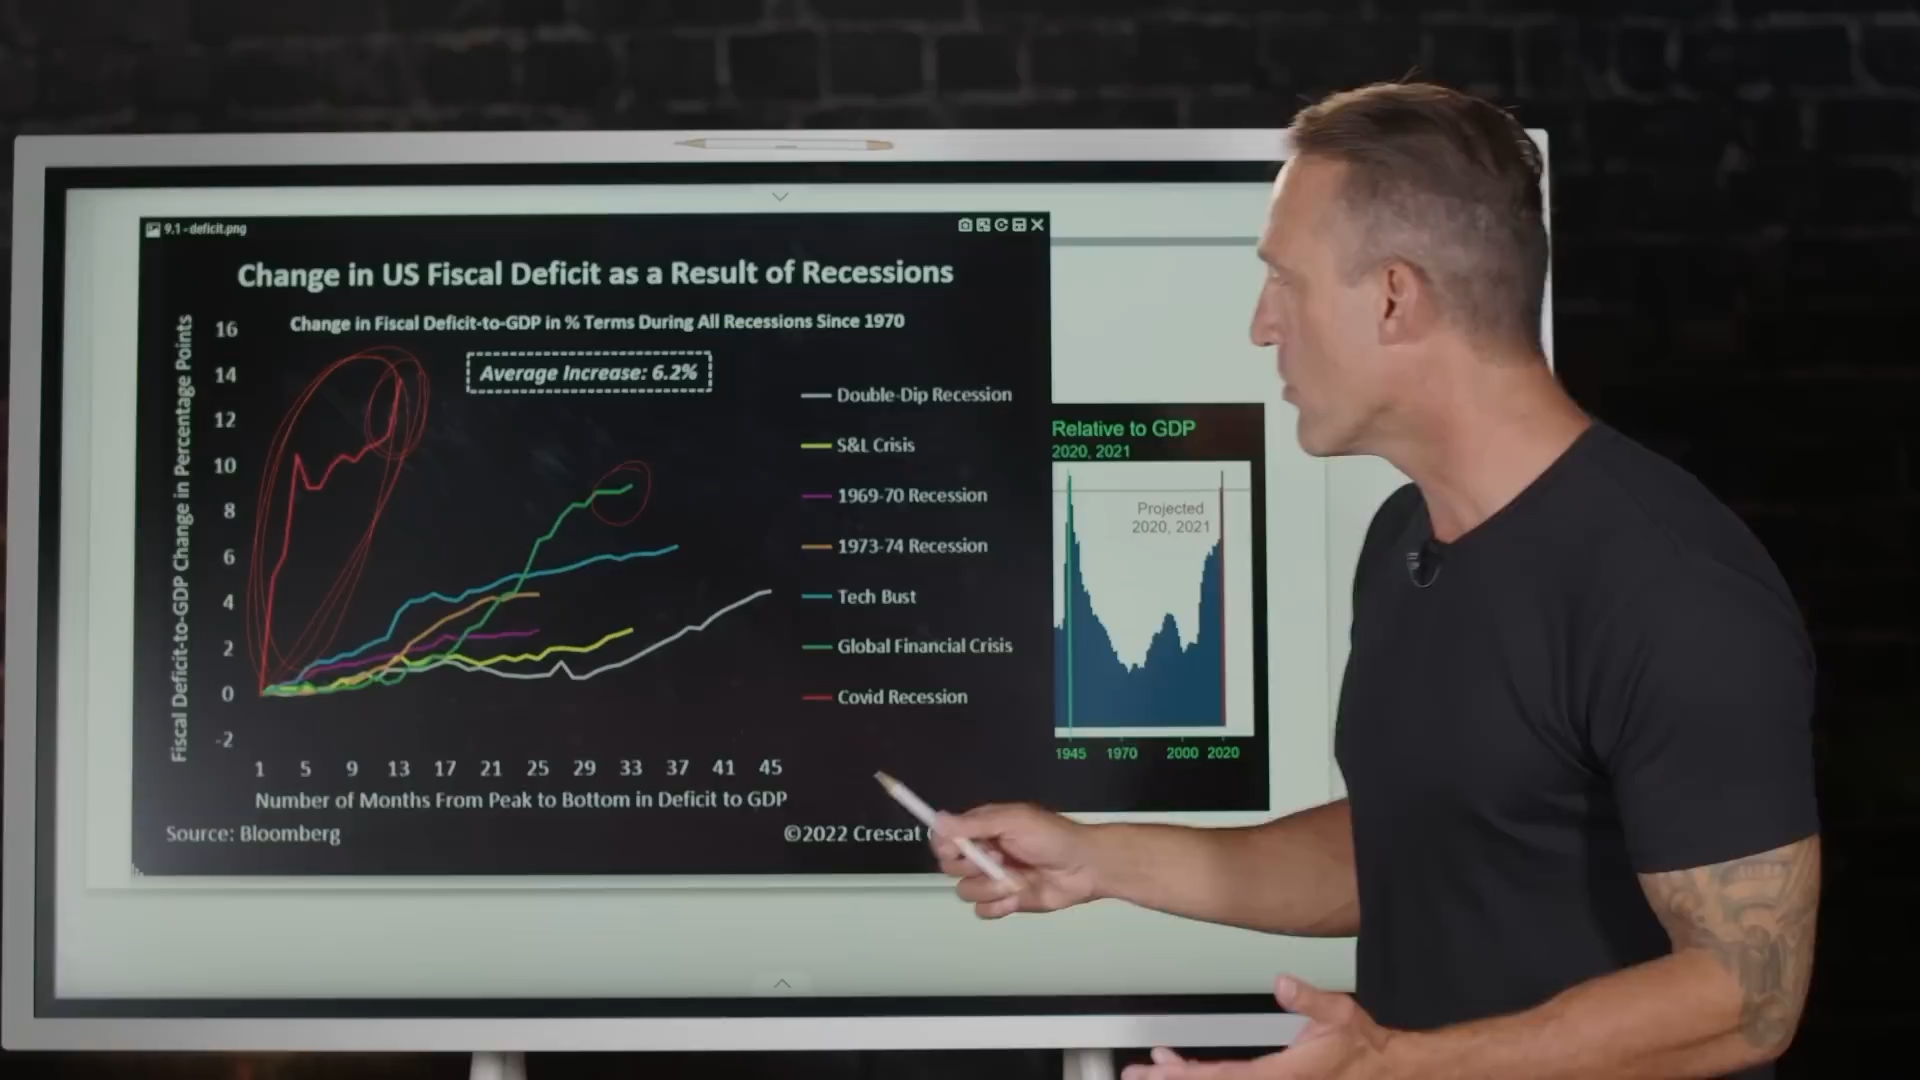 9.1 - deficit.png
Change in US Fiscal Deficit as a Result of Recessions
Change in Fiscal Deficit-to-GDP in % Terms During All Recessions Since 1970
Average Increase: 6.2%
Fiscal Deficit-to-GDP Change in Percentage Points
16
14
12
10
8
6
4
2
0
-2
Double-Dip Recession
S&L Crisis
1969-70 Recession
1973-74 Recession
Tech Bust
Global Financial Crisis
Covid Recession
1 5 9 13 17 21 25 29 33 37 41 45
Number of Months From Peak to Bottom in Deficit to GDP
Source: Bloomberg
©2022 Crescat
Relative to GDP
2020, 2021
Projected
2020, 2021
1945 1970 2000 2020